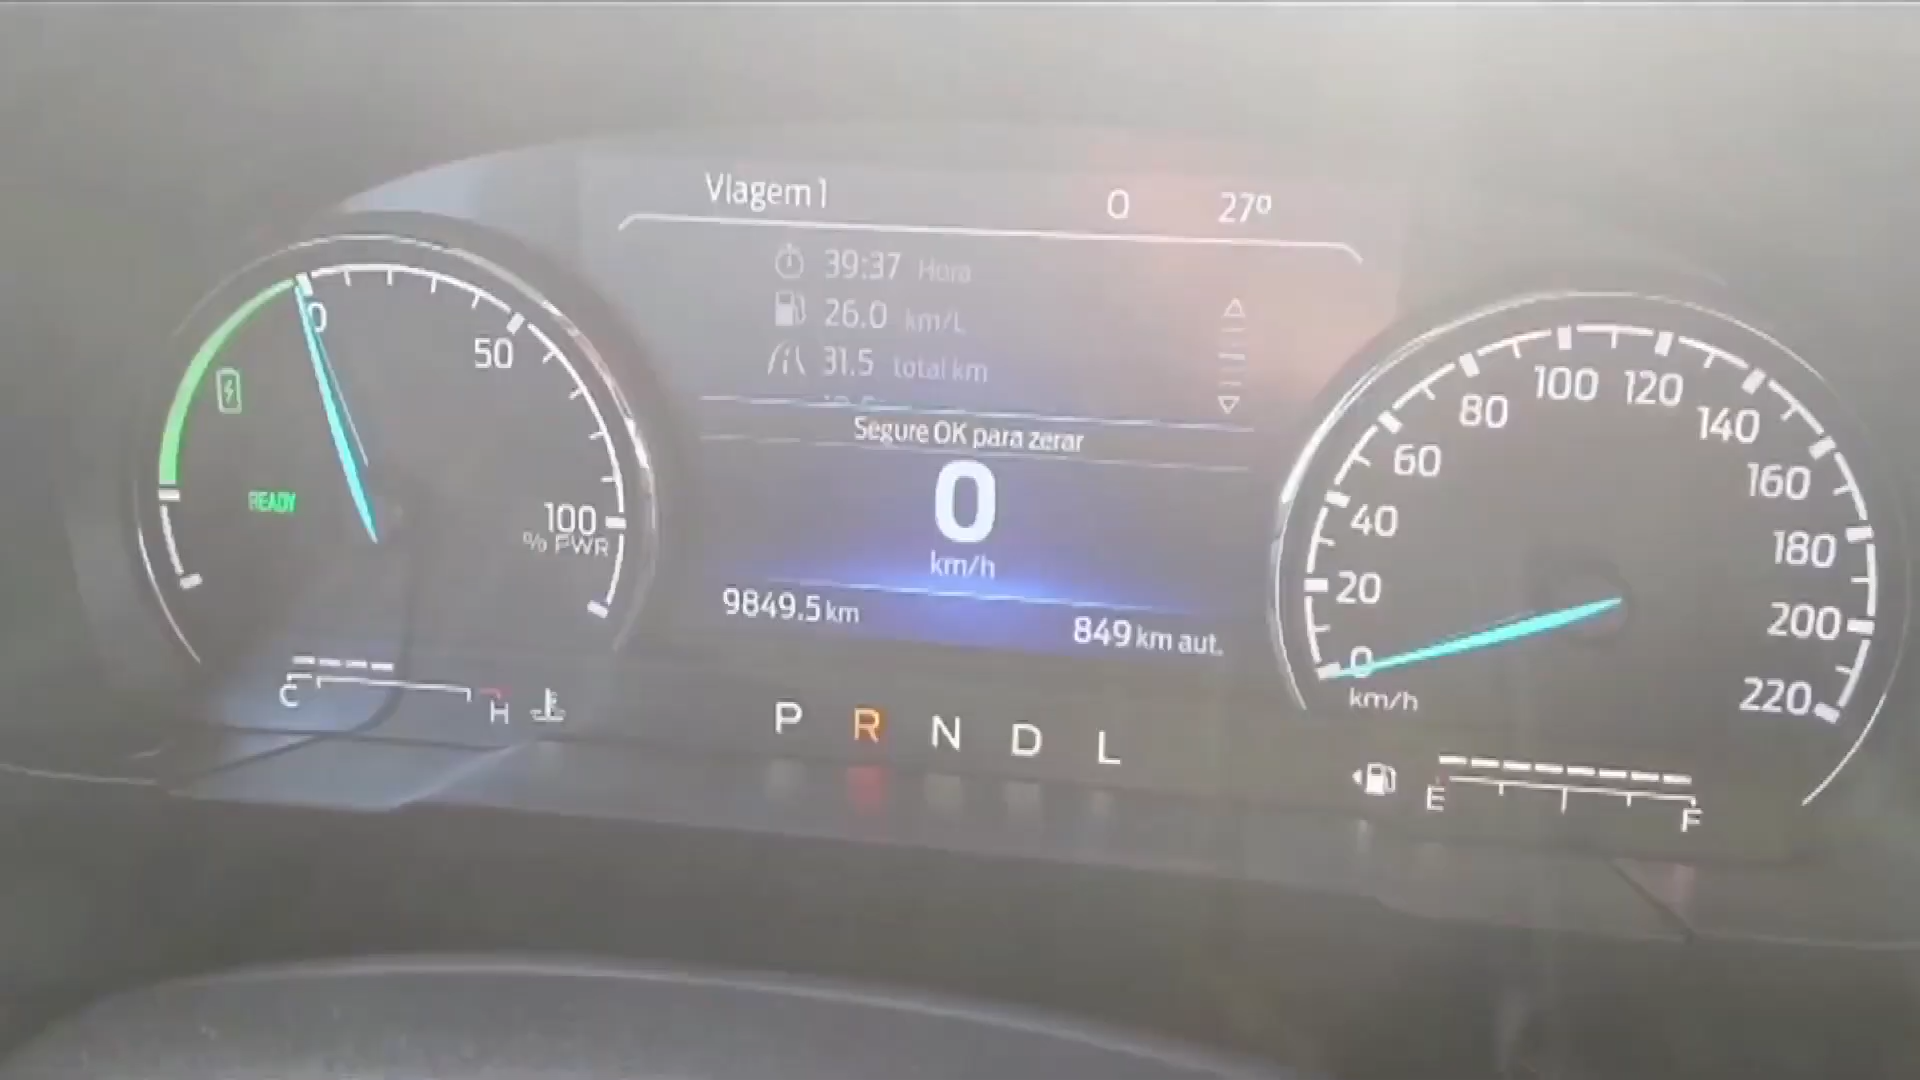 Viagem 1 0 27º
39:37 Hora
26.0 km/L
31.5 total km
Segure OK para zerar
0
km/h
9849.5 km 849 km aut.
P R N D L
0
50
100
% PWR
READY
C H
0
20
40
60
80
100
120
140
160
180
200
220
km/h
E F